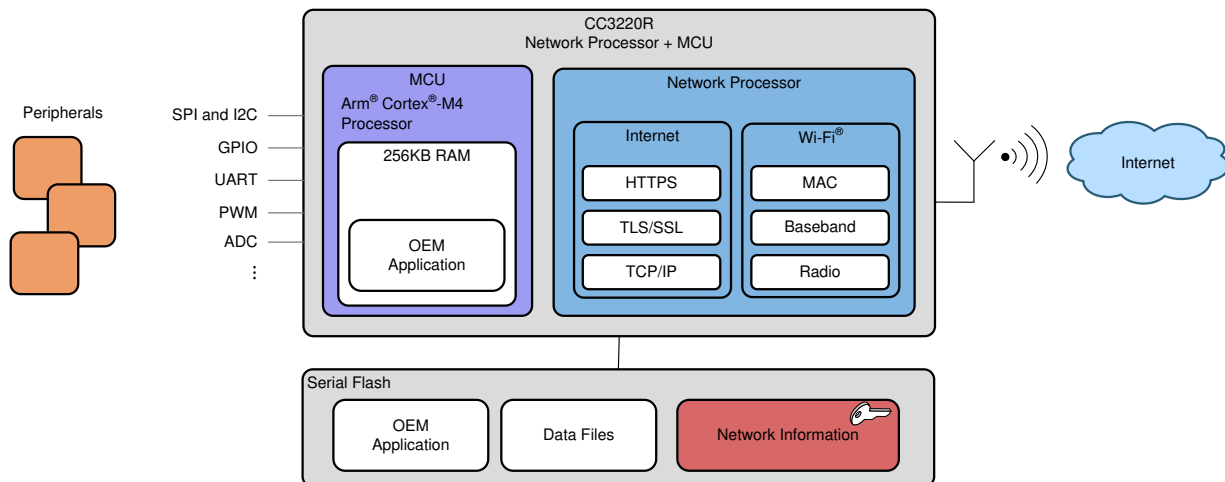 CC3220R
Network Processor + MCU
MCU
Arm® Cortex®-M4
Processor
256KB RAM
OEM
Application
Network Processor
Internet
HTTPS
TLS/SSL
TCP/IP
Wi-Fi®
MAC
Baseband
Radio
Peripherals
SPI and I2C
GPIO
UART
PWM
ADC
Internet
Serial Flash
OEM
Application
Data Files
Network Information